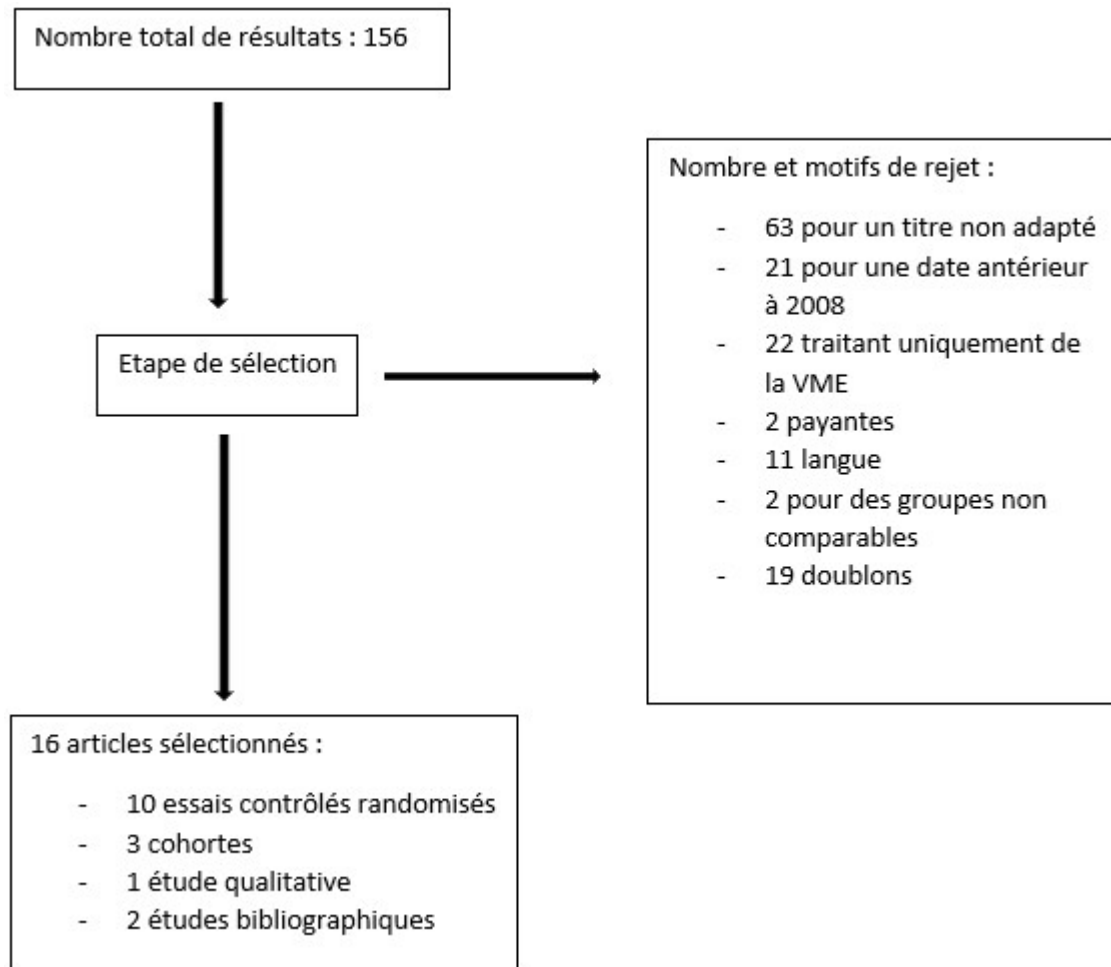 Nombre total de résultats : 156
Etape de sélection
Nombre et motifs de rejet :
- 63 pour un titre non adapté
- 21 pour une date antérieur
à 2008
- 22 traitant uniquement de
la VME
- 2 payantes
- 11 langue
- 2 pour des groupes non
comparables
- 19 doublons
16 articles sélectionnés :
- 10 essais contrôlés randomisés
- 3 cohortes
- 1 étude qualitative
- 2 études bibliographiques